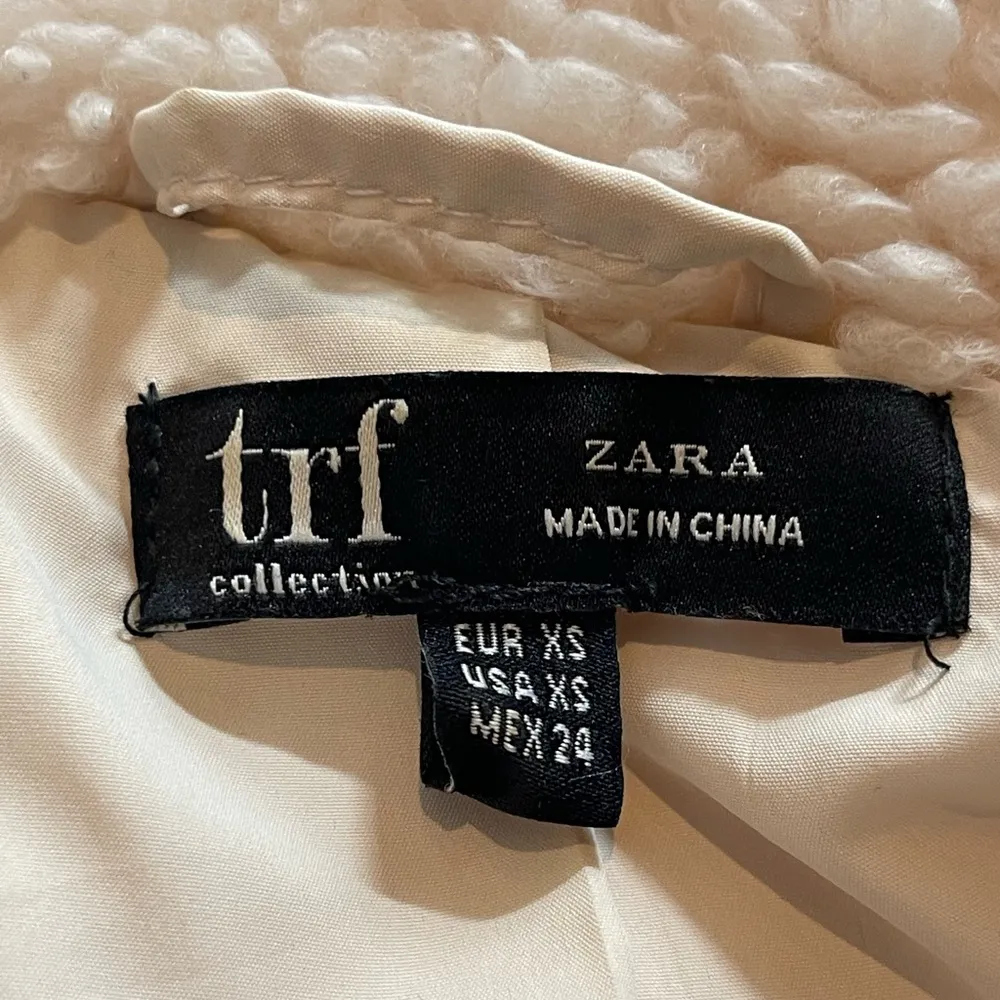 trf
collection
ZARA
MADE IN CHINA
EUR XS
USA XS
MEX 24